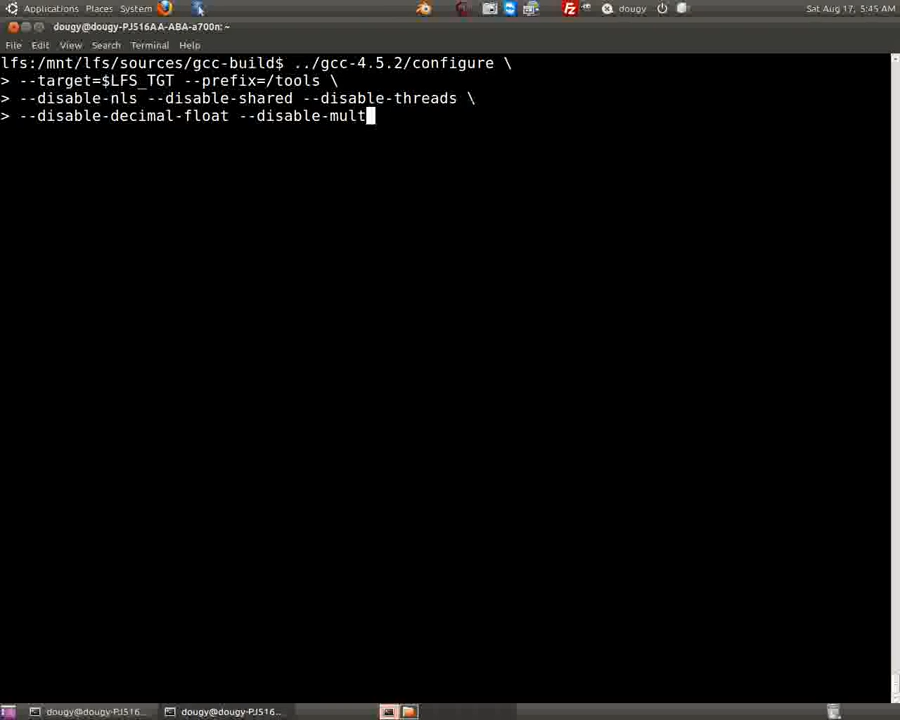 Applications Places System dougy Sat Aug 17, 5:45 AM
dougy@dougy-PJ516AA-ABA-a700n: ~
File Edit View Search Terminal Help
lfs:/mnt/lfs/sources/gcc-build$ ../gcc-4.5.2/configure \
> --target=$LFS_TGT --prefix=/tools \
> --disable-nls --disable-shared --disable-threads \
> --disable-decimal-float --disable-mult
dougy@dougy-PJ516... dougy@dougy-PJ516...